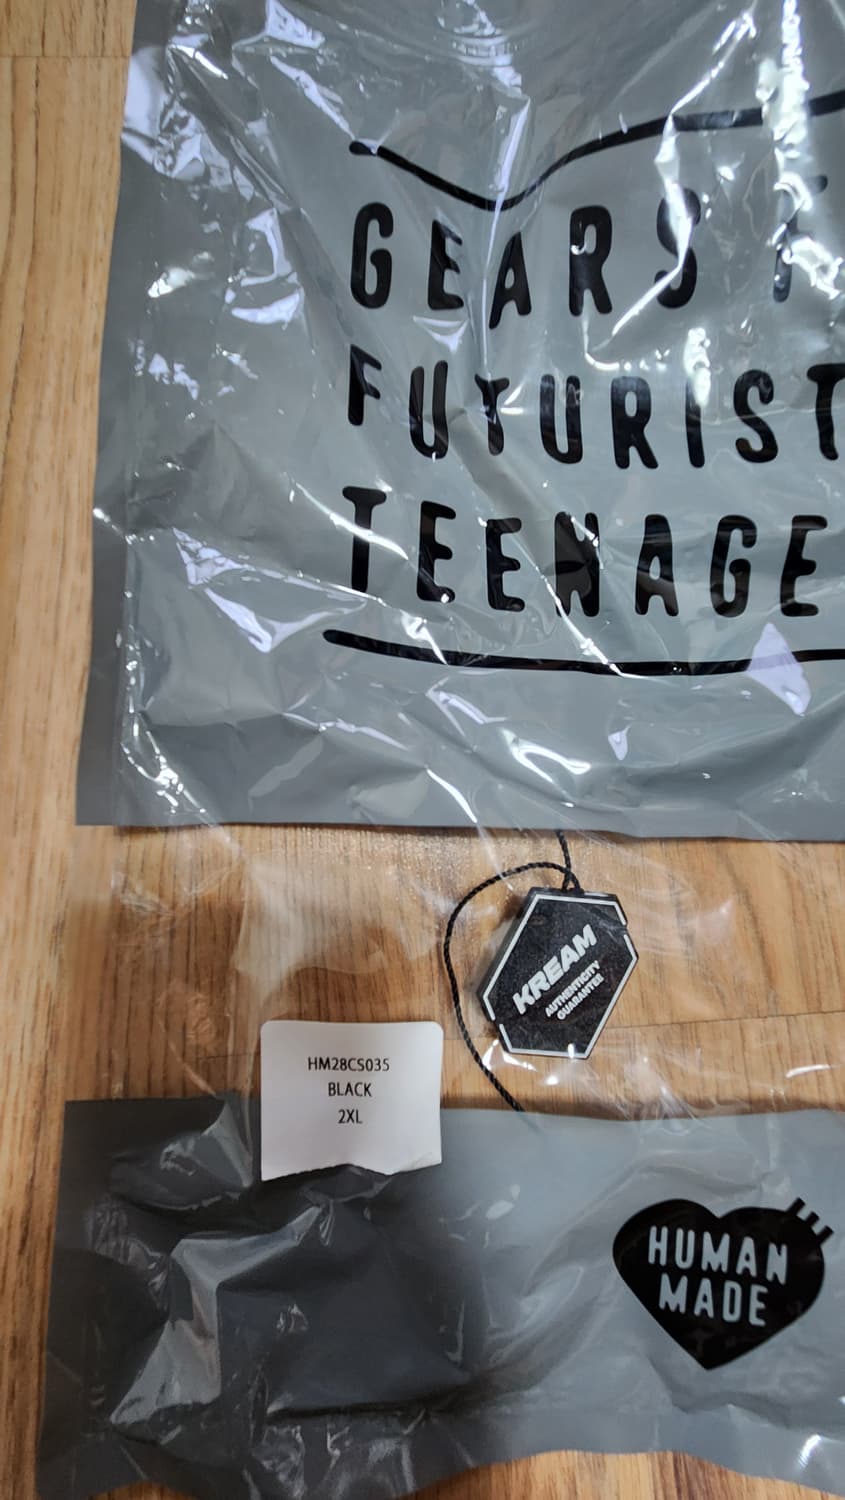 GEARS F
FUTURIST
TEENAGE
KREAM
AUTHENTICITY
GUARANTEE
HM28CS035
BLACK
2XL
HUMAN
MADE